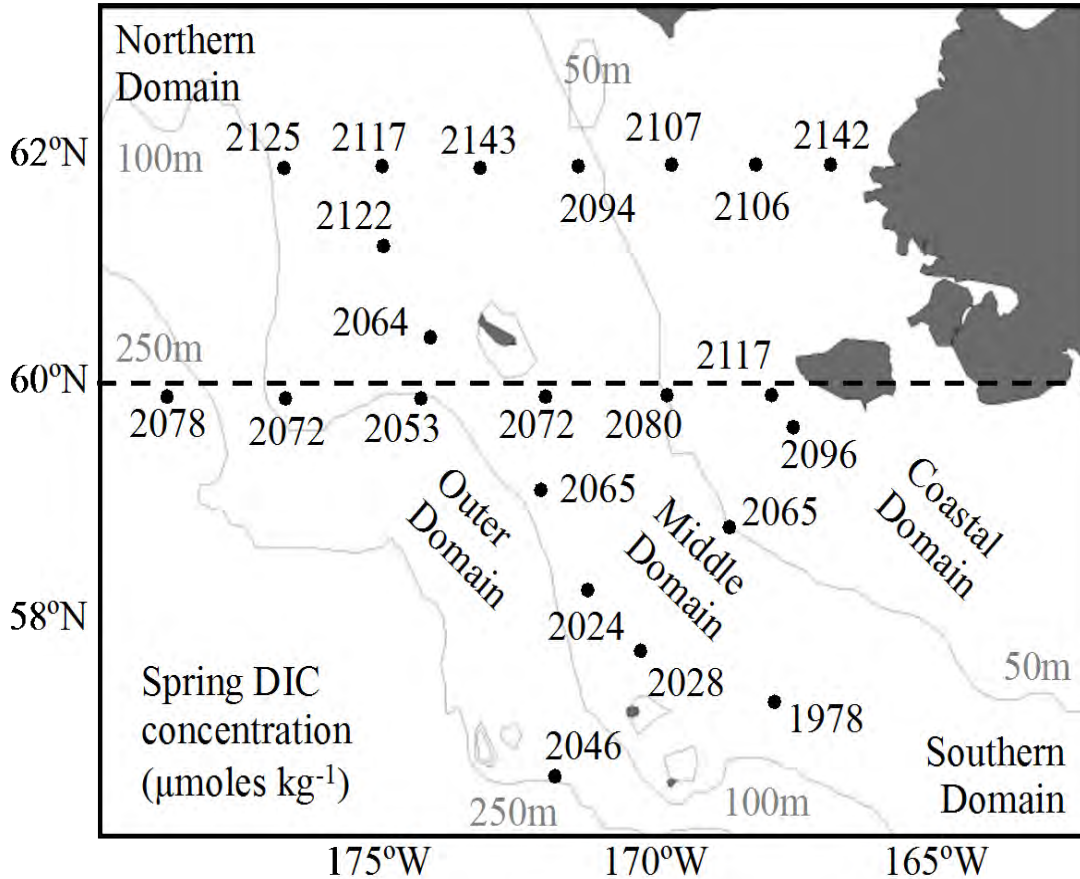 Northern
Domain
50m
2125
2117
2143
2107
2142
62ºN
100m
2094
2106
2122
2064
250m
2117
60ºN
2078
2072
2053
2072
2080
2096
Outer
Domain
2065
Middle
Domain
2065
Coastal
Domain
58ºN
2024
2028
50m
Spring DIC
concentration
(μmoles kg⁻¹)
1978
2046
Southern
Domain
250m
100m
175ºW
170ºW
165ºW